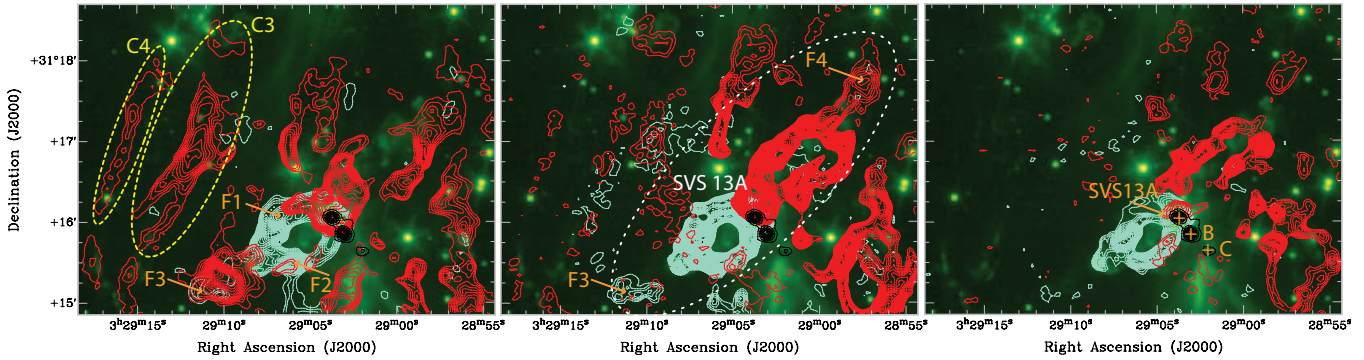 C4
C3
F4
+31°18′
+17′
+16′
+15′
Declination (J2000)
SVS 13A
SVS13A
F1
B
C
F2
F3
F3
3ʰ29ᵐ15ˢ 29ᵐ10ˢ 29ᵐ05ˢ 29ᵐ00ˢ 28ᵐ55ˢ
3ʰ29ᵐ15ˢ 29ᵐ10ˢ 29ᵐ05ˢ 29ᵐ00ˢ 28ᵐ55ˢ
3ʰ29ᵐ15ˢ 29ᵐ10ˢ 29ᵐ05ˢ 29ᵐ00ˢ 28ᵐ55ˢ
Right Ascension (J2000)
Right Ascension (J2000)
Right Ascension (J2000)